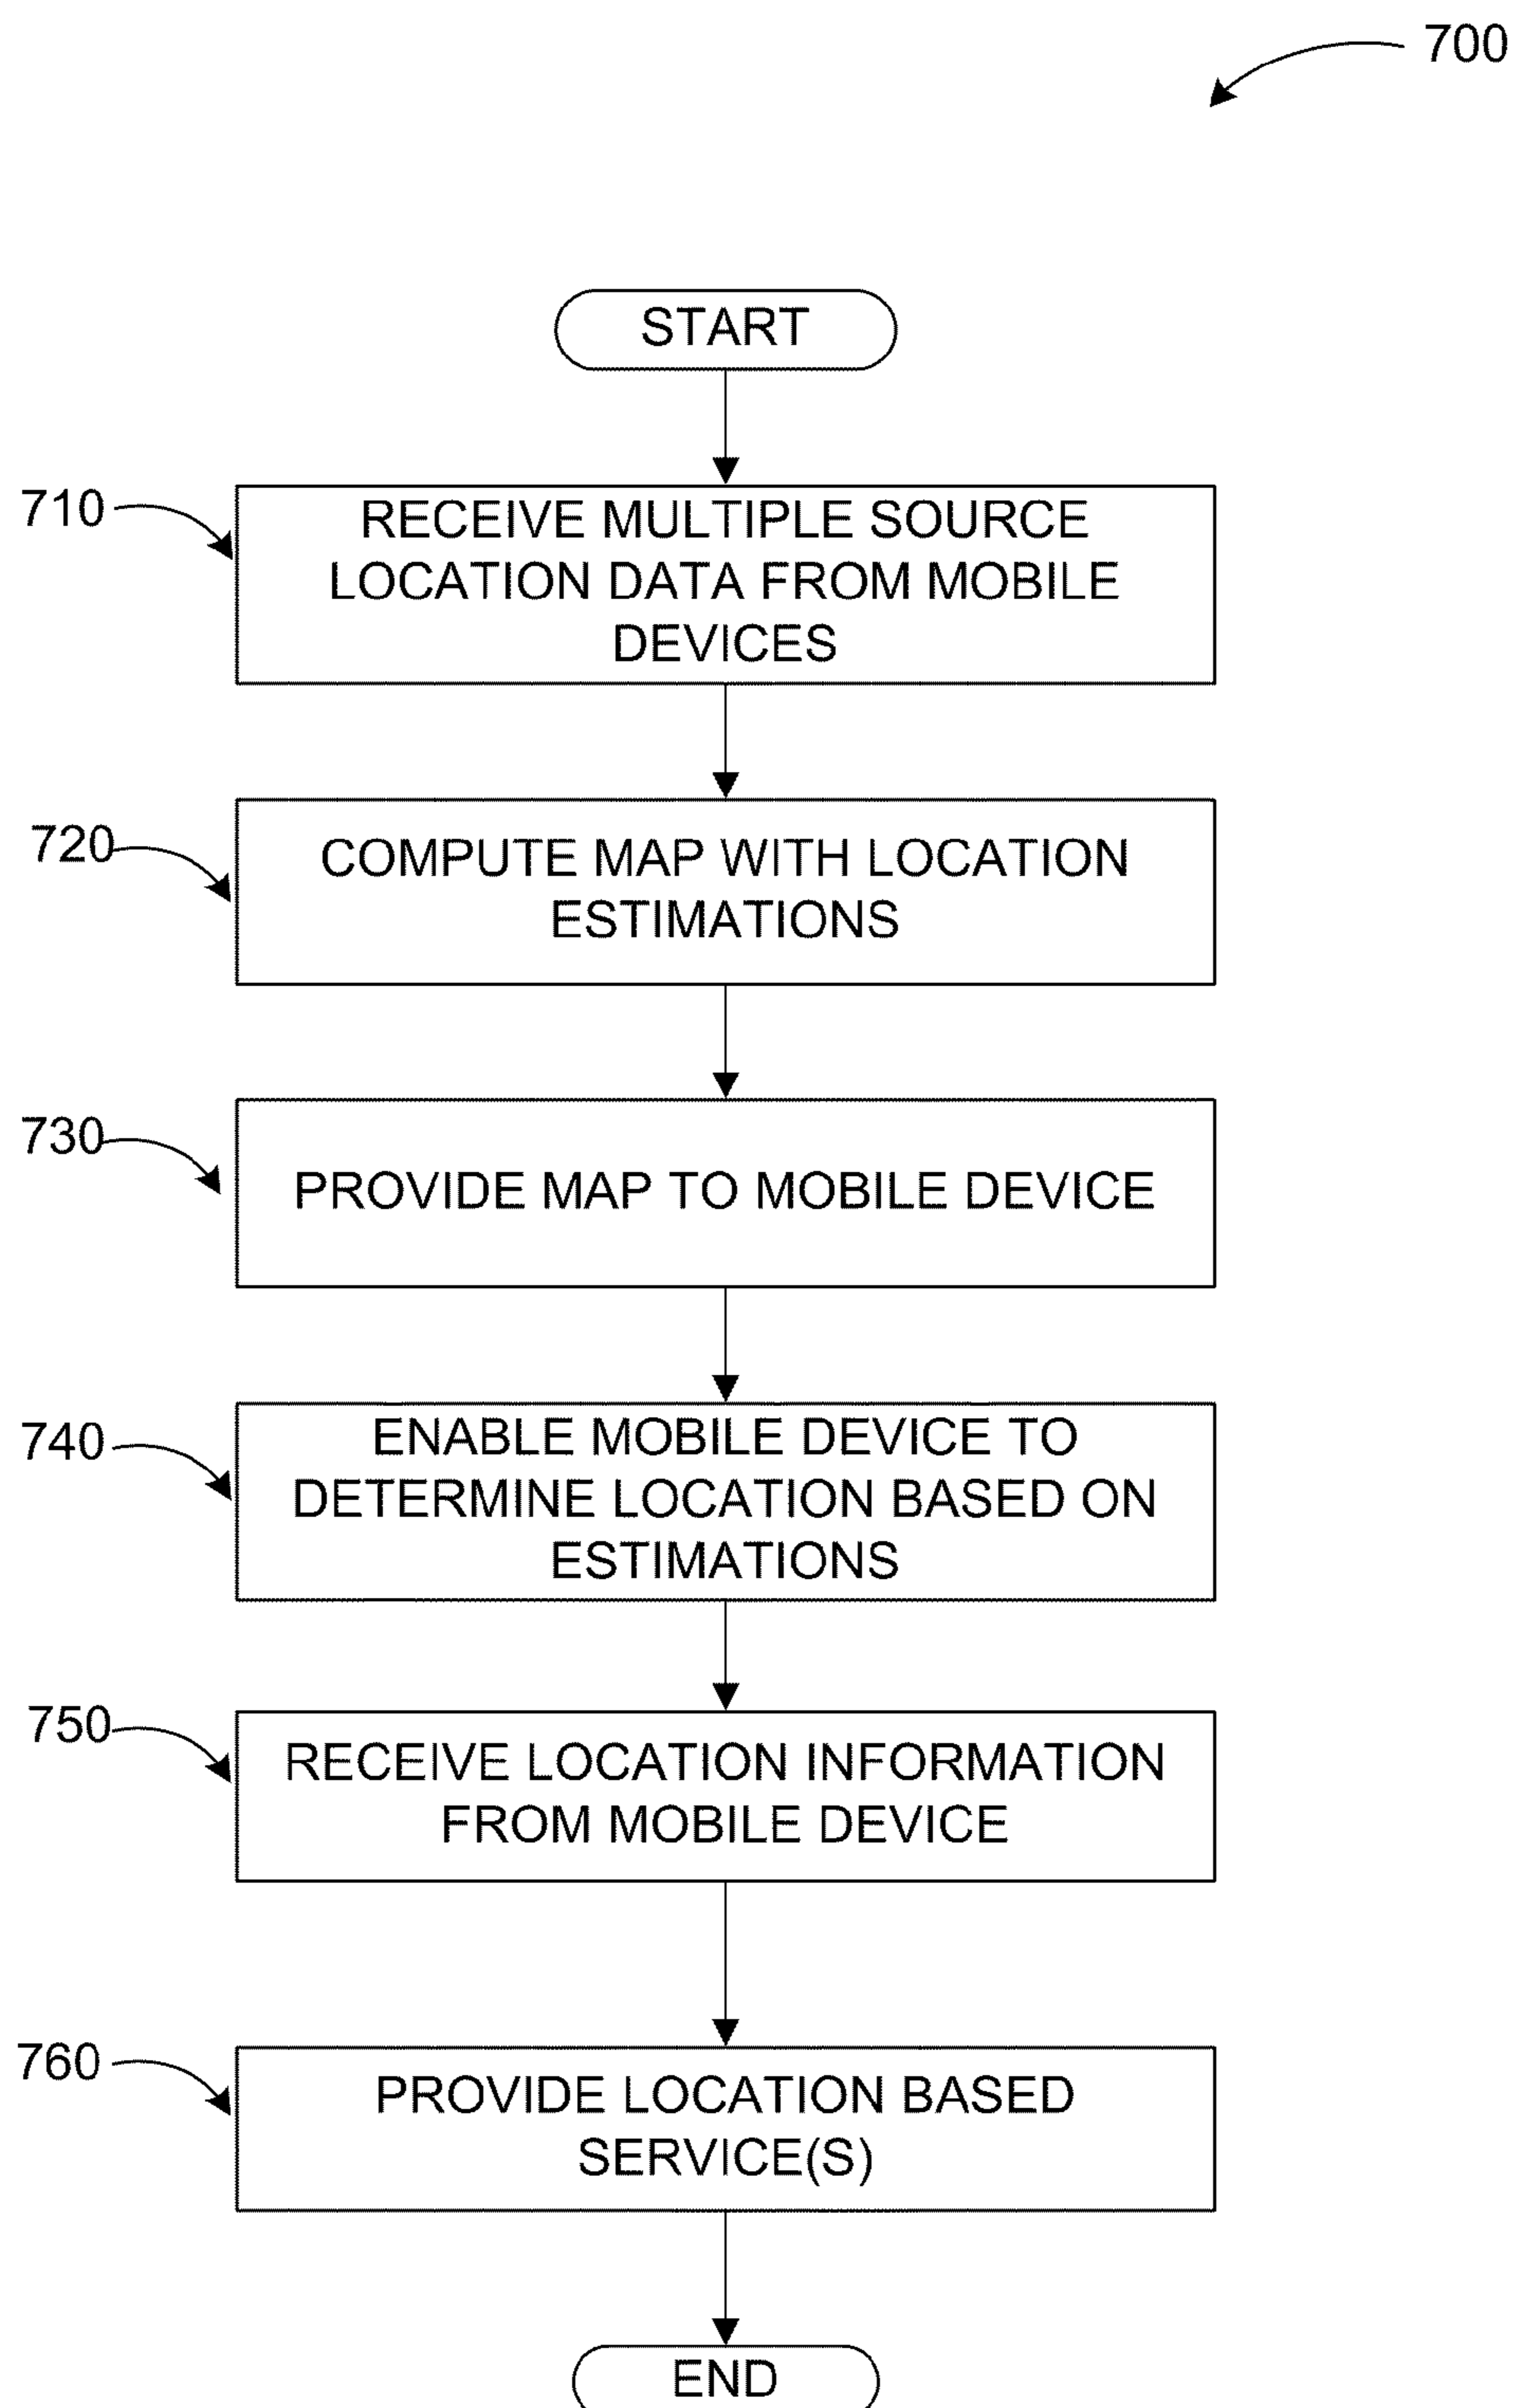 700
START
710
RECEIVE MULTIPLE SOURCE
LOCATION DATA FROM MOBILE
DEVICES
720
COMPUTE MAP WITH LOCATION
ESTIMATIONS
730
PROVIDE MAP TO MOBILE DEVICE
740
ENABLE MOBILE DEVICE TO
DETERMINE LOCATION BASED ON
ESTIMATIONS
750
RECEIVE LOCATION INFORMATION
FROM MOBILE DEVICE
760
PROVIDE LOCATION BASED
SERVICE(S)
END